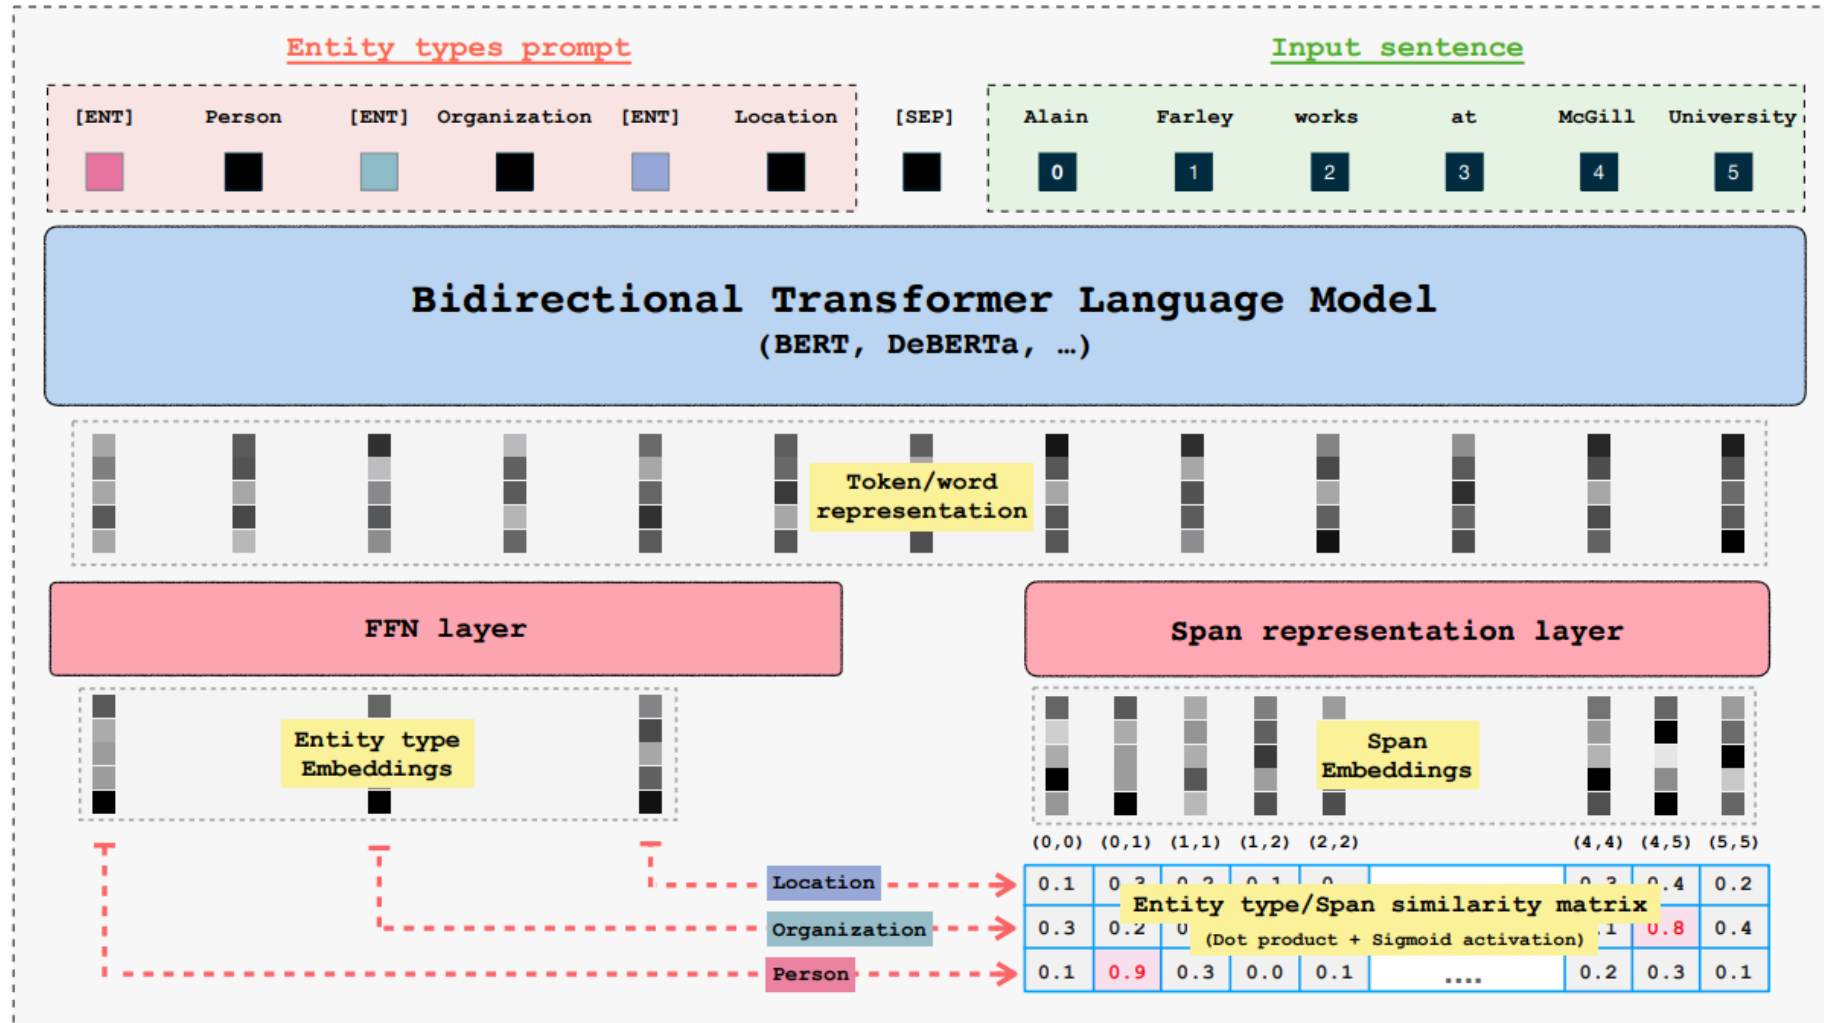 Entity types prompt
Input sentence
[ENT] Person [ENT] Organization [ENT] Location [SEP] Alain Farley works at McGill University
0 1 2 3 4 5
Bidirectional Transformer Language Model
(BERT, DeBERTa, …)
Token/word
representation
FFN layer
Span representation layer
Entity type
Embeddings
Span
Embeddings
(0,0) (0,1) (1,1) (1,2) (2,2) (4,4) (4,5) (5,5)
Location 0.1 0.4 0.2
Entity type/Span similarity matrix
Organization 0.3 0.2 0.8 0.4
(Dot product + Sigmoid activation)
Person 0.1 0.9 0.3 0.0 0.1 .... 0.2 0.3 0.1